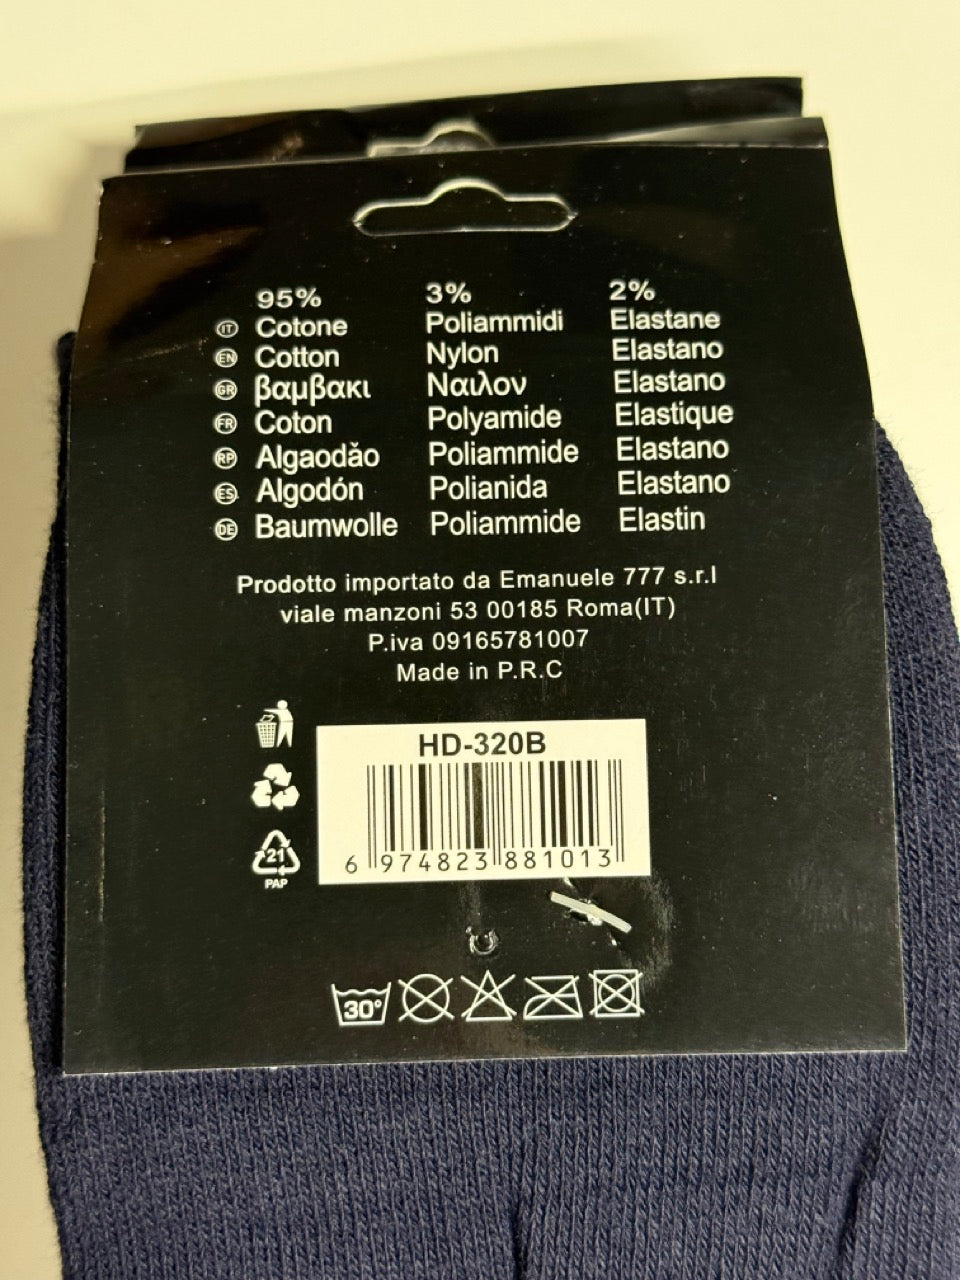 95% 3% 2%
IT Cotone Poliammidi Elastane
EN Cotton Nylon Elastano
GR βαμβακι Ναιλον Elastano
FR Coton Polyamide Elastique
RP Algaodǎo Poliammide Elastano
ES Algodón Polianida Elastano
DE Baumwolle Poliammide Elastin
Prodotto importato da Emanuele 777 s.r.l
viale manzoni 53 00185 Roma(IT)
P.iva 09165781007
Made in P.R.C
HD-320B
6 974823 881013
21
PAP
30°